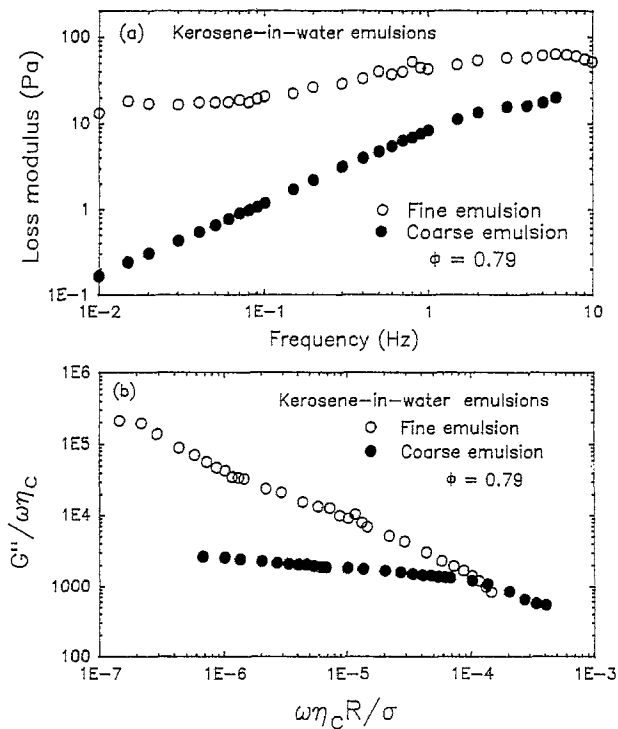 (a) Kerosene-in-water emulsions
100
10
1
1E-1
Loss modulus (Pa)
○ Fine emulsion
● Coarse emulsion
ϕ = 0.79
1E-2 1E-1 1 10
Frequency (Hz)
(b)
1E6
Kerosene-in-water emulsions
○ Fine emulsion
● Coarse emulsion
ϕ = 0.79
1E5
1E4
1000
100
G"/ωηC
1E-7 1E-6 1E-5 1E-4 1E-3
ωηCR/σ